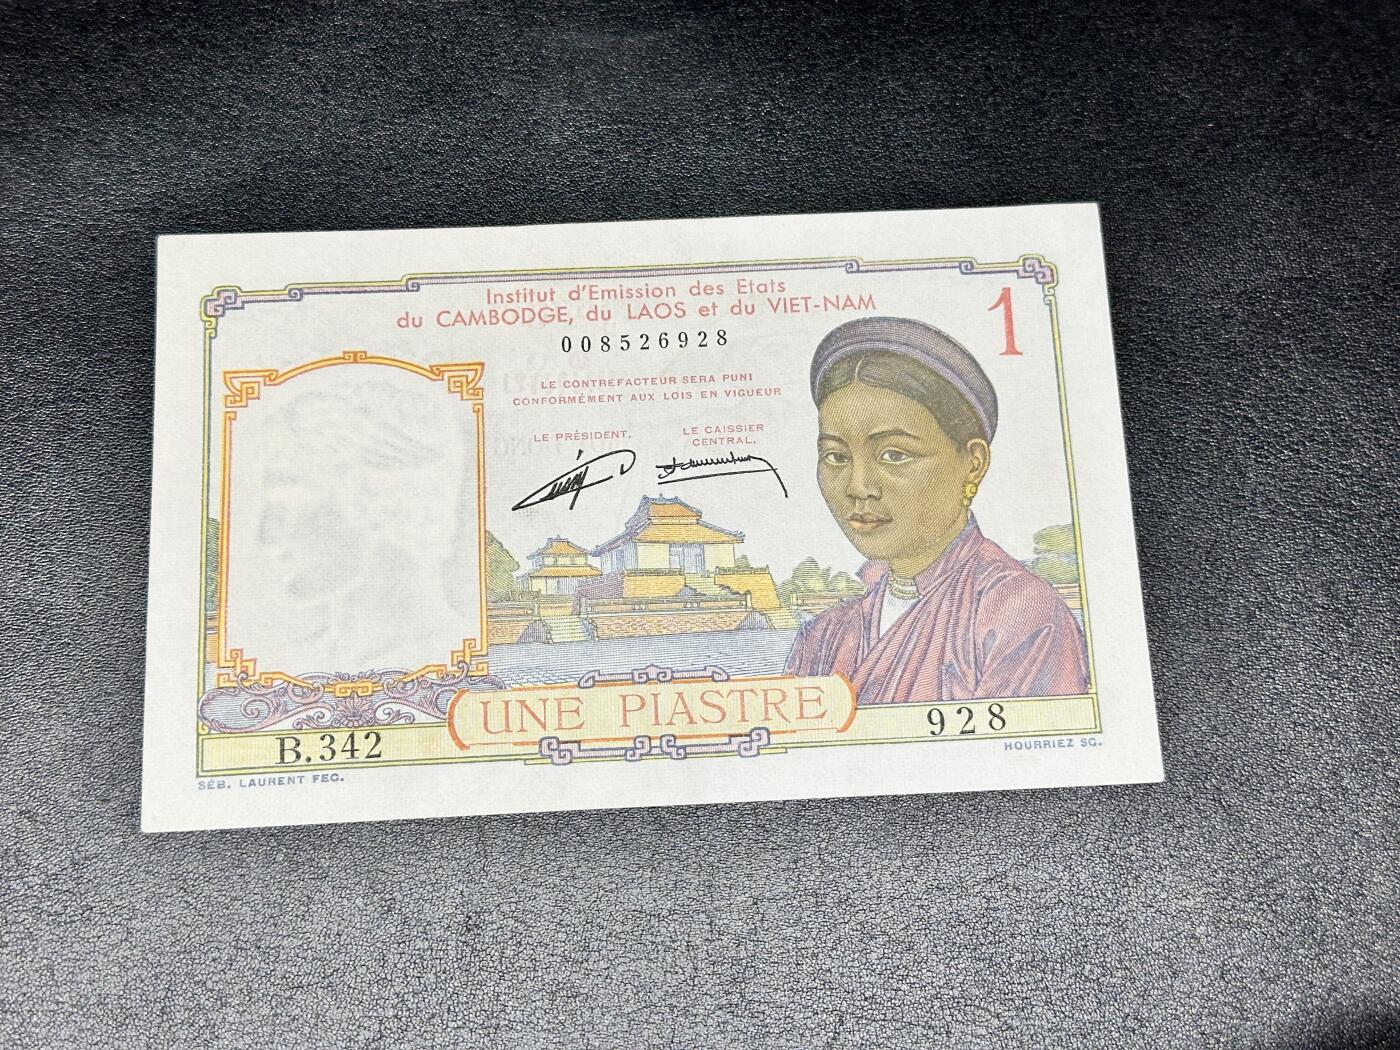 Institut d'Emission des Etats
du CAMBODGE, du LAOS et du VIET-NAM
1
008526928
LE CONTREFACTEUR SERA PUNI
CONFORMÉMENT AUX LOIS EN VIGUEUR
LE PRÉSIDENT,
LE CAISSIER
CENTRAL,
UNE PIASTRE
B.342
928
SÉB. LAURENT FEC.
HOURRIEZ SC.